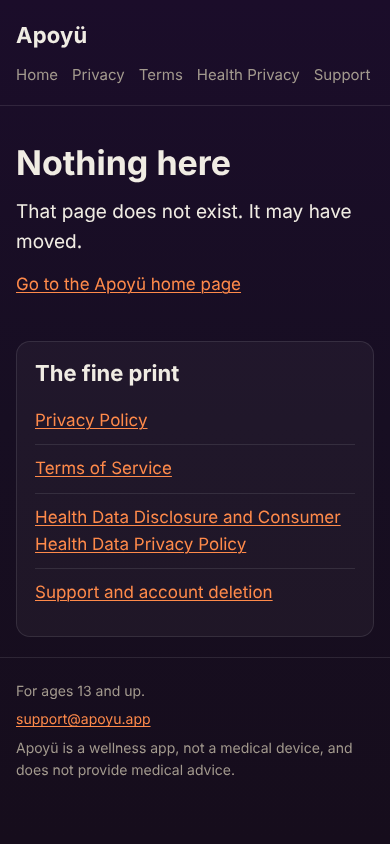 Apoyü
Home Privacy Terms Health Privacy Support
Nothing here
That page does not exist. It may have
moved.
Go to the Apoyü home page
The fine print
Privacy Policy
Terms of Service
Health Data Disclosure and Consumer
Health Data Privacy Policy
Support and account deletion
For ages 13 and up.
support@apoyu.app
Apoyü is a wellness app, not a medical device, and
does not provide medical advice.